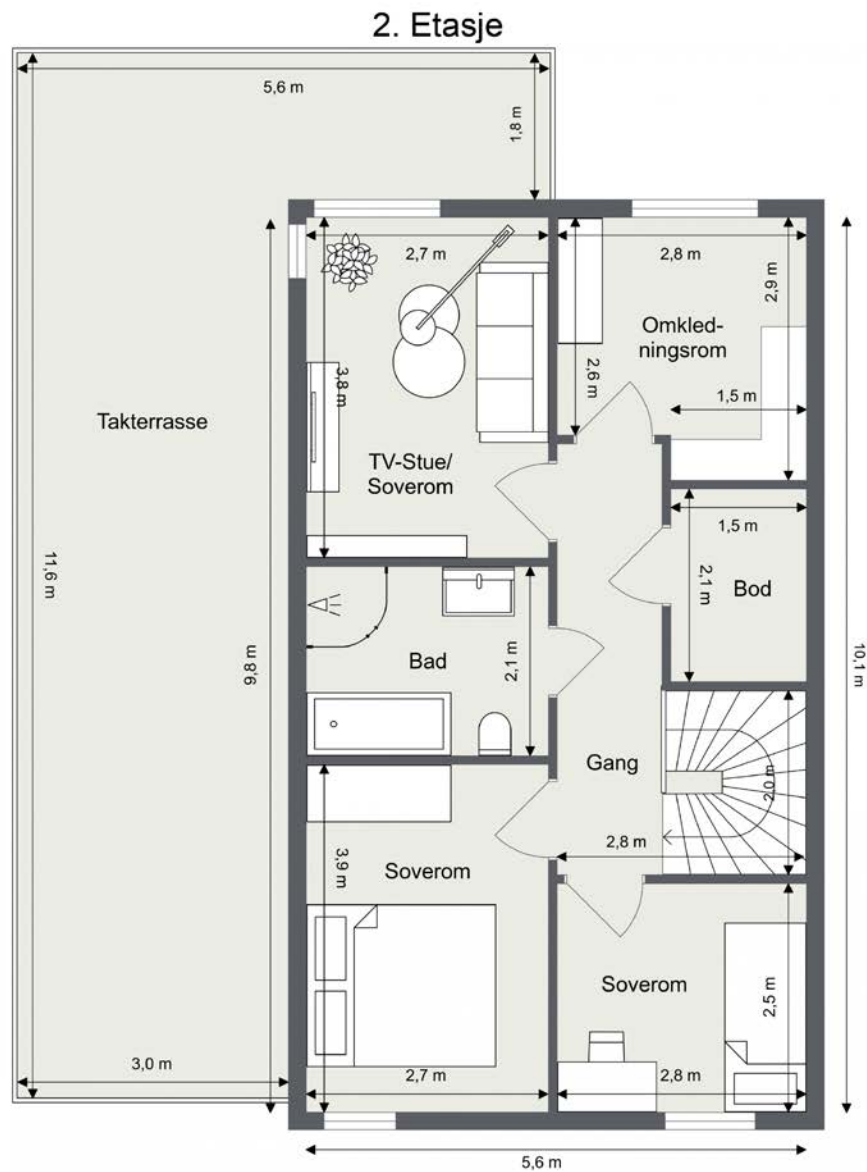 2. Etasje
5,6 m
1,8 m
2,7 m
2,8 m
2,9 m
Omkled-
ningsrom
2,6 m
3,8 m
1,5 m
Takterrasse
TV-Stue/
Soverom
1,5 m
2,1 m
Bod
11,6 m
9,8 m
10,1 m
Bad
2,1 m
Gang
2,0 m
2,8 m
3,9 m
Soverom
Soverom
2,5 m
3,0 m
2,7 m
2,8 m
5,6 m